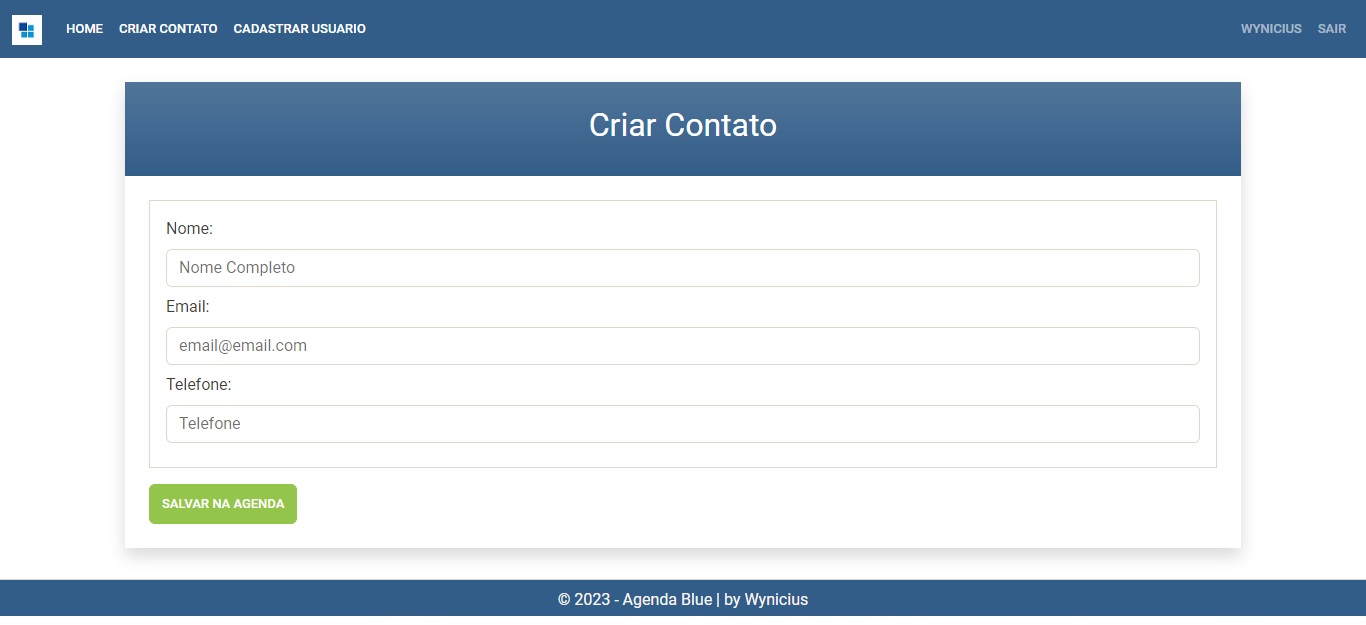 HOME CRIAR CONTATO CADASTRAR USUARIO WYNICIUS SAIR
Criar Contato
Nome:
Nome Completo
Email:
email@email.com
Telefone:
Telefone
SALVAR NA AGENDA
© 2023 - Agenda Blue | by Wynicius